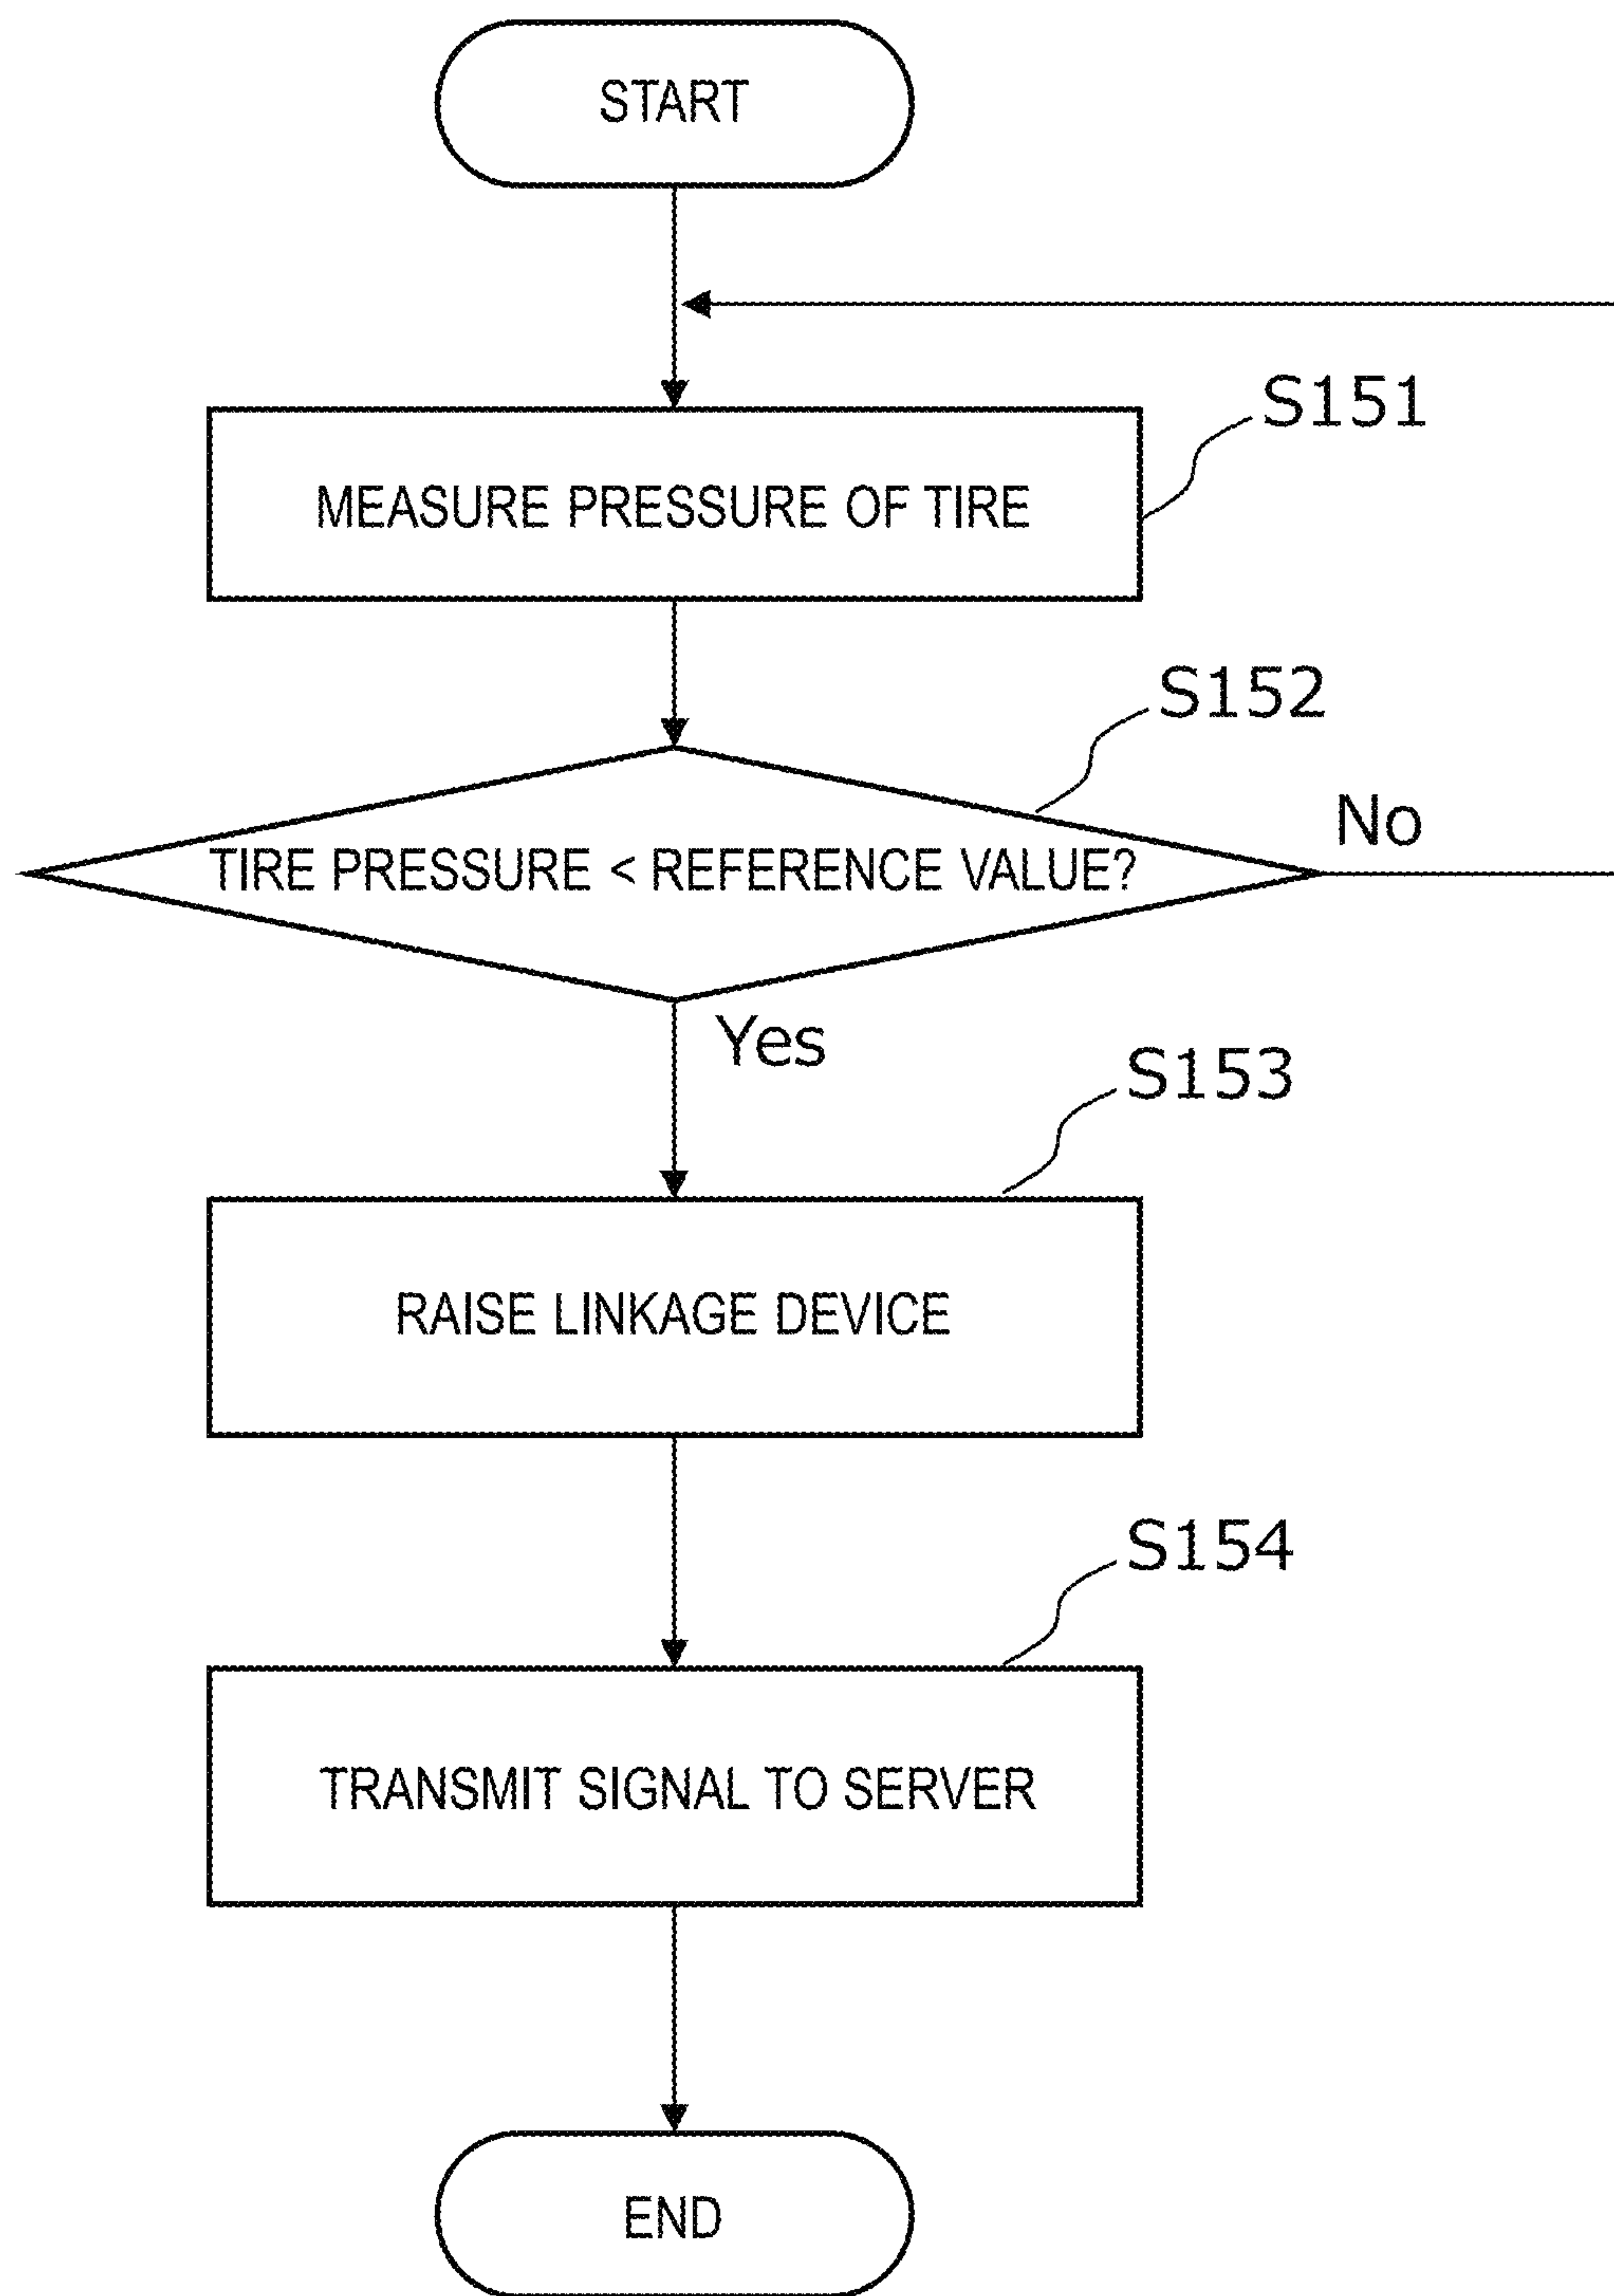 START
S151
MEASURE PRESSURE OF TIRE
S152
No
TIRE PRESSURE < REFERENCE VALUE?
Yes
S153
RAISE LINKAGE DEVICE
S154
TRANSMIT SIGNAL TO SERVER
END